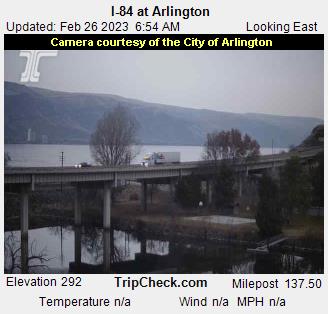 I-84 at Arlington
Updated: Feb 26 2023 6:54 AM Looking East
Camera courtesy of the City of Arlington
Elevation 292 TripCheck.com Milepost 137.50
Temperature n/a Wind n/a MPH n/a